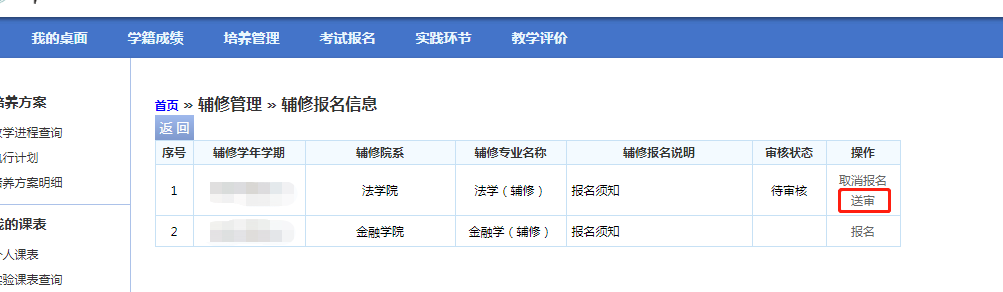 我的桌面 学籍成绩 培养管理 考试报名 实践环节 教学评价
培养方案
教学进程查询
执行计划
培养方案明细
我的课表
个人课表
实验课表查询
首页 » 辅修管理 » 辅修报名信息
返 回
序号 辅修学年学期 辅修院系 辅修专业名称 辅修报名说明 审核状态 操作
1 法学院 法学（辅修） 报名须知 待审核 取消报名
送审
2 金融学院 金融学（辅修） 报名须知 报名